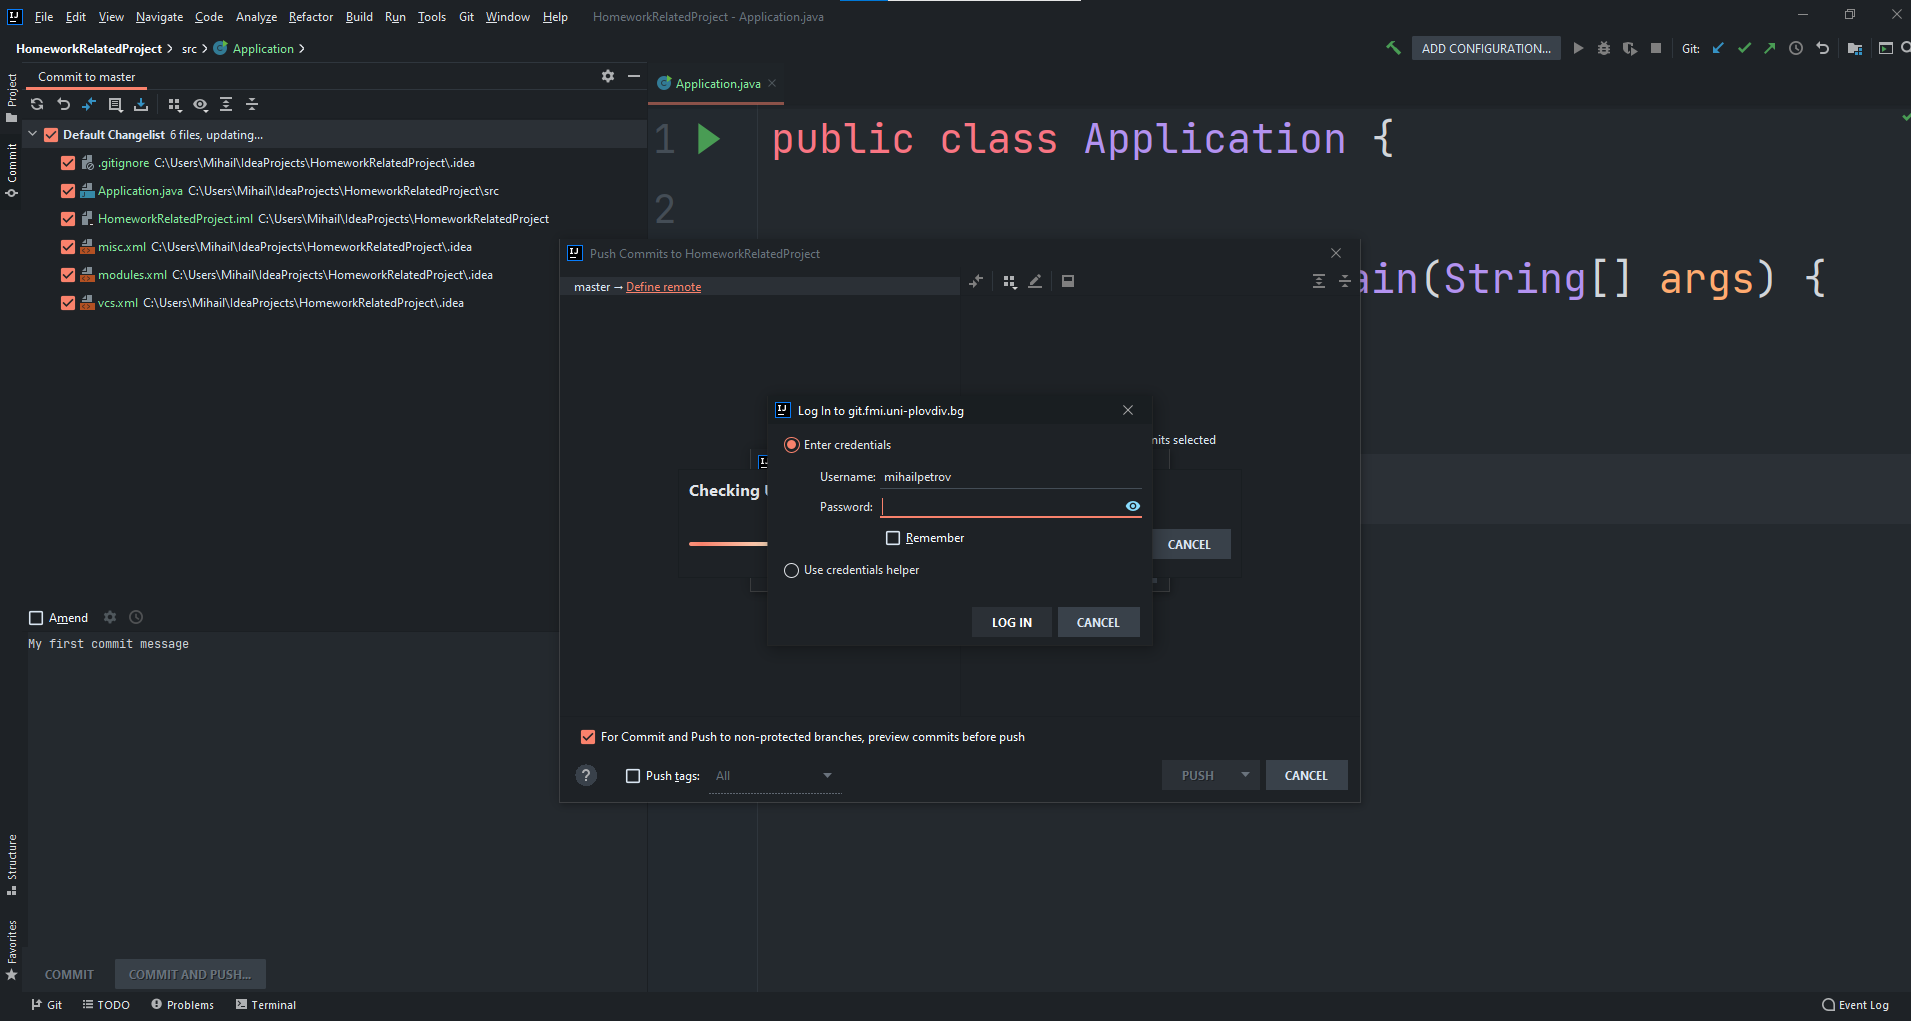 File Edit View Navigate Code Analyze Refactor Build Run Tools Git Window Help HomeworkRelatedProject - Application.java
HomeworkRelatedProject src Application
ADD CONFIGURATION... Git:
Project
Commit
Structure
Favorites
Commit to master
Default Changelist 6 files, updating...
.gitignore C:\Users\Mihail\IdeaProjects\HomeworkRelatedProject\.idea
Application.java C:\Users\Mihail\IdeaProjects\HomeworkRelatedProject\src
HomeworkRelatedProject.iml C:\Users\Mihail\IdeaProjects\HomeworkRelatedProject
misc.xml C:\Users\Mihail\IdeaProjects\HomeworkRelatedProject\.idea
modules.xml C:\Users\Mihail\IdeaProjects\HomeworkRelatedProject\.idea
vcs.xml C:\Users\Mihail\IdeaProjects\HomeworkRelatedProject\.idea
Amend
My first commit message
COMMIT COMMIT AND PUSH...
Application.java
1 public class Application {
2
ain(String[] args) {
Push Commits to HomeworkRelatedProject
master → Define remote
mits selected
Checking U
CANCEL
Log In to git.fmi.uni-plovdiv.bg
Enter credentials
Username: mihailpetrov
Password:
Remember
Use credentials helper
LOG IN CANCEL
For Commit and Push to non-protected branches, preview commits before push
? Push tags: All
PUSH CANCEL
Git TODO Problems Terminal
Event Log